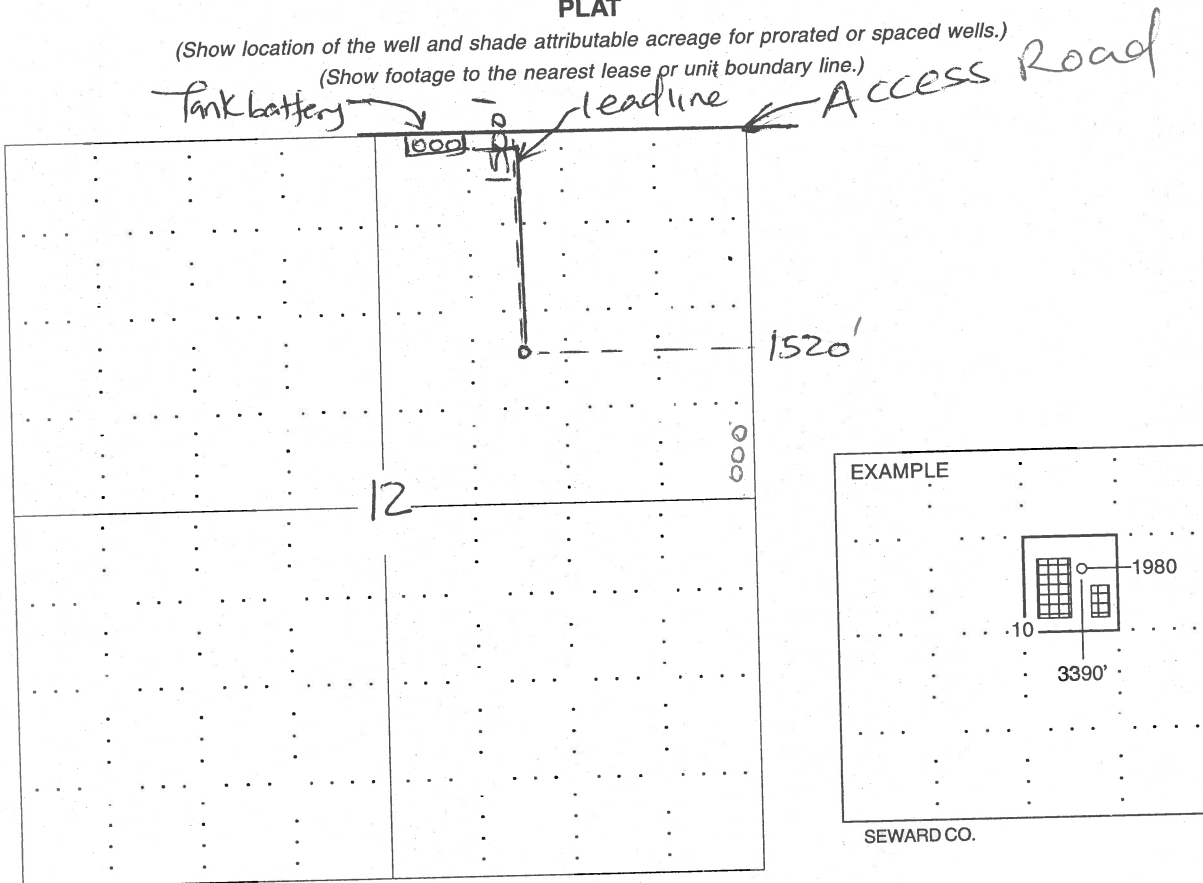 PLAT
(Show location of the well and shade attributable acreage for prorated or spaced wells.)
(Show footage to the nearest lease or unit boundary line.)
Tank battery
leadline
Access Road
1520'
12
EXAMPLE
1980
10
3390'
SEWARD CO.